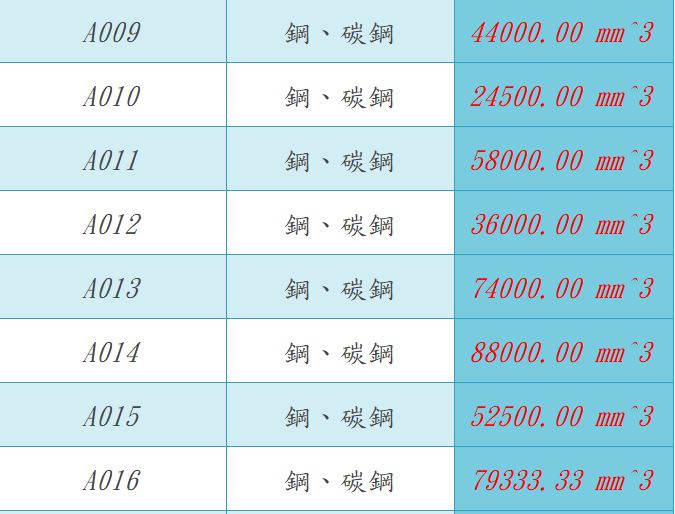 A009 鋼、碳鋼 44000.00 mm^3
A010 鋼、碳鋼 24500.00 mm^3
A011 鋼、碳鋼 58000.00 mm^3
A012 鋼、碳鋼 36000.00 mm^3
A013 鋼、碳鋼 74000.00 mm^3
A014 鋼、碳鋼 88000.00 mm^3
A015 鋼、碳鋼 52500.00 mm^3
A016 鋼、碳鋼 79333.33 mm^3